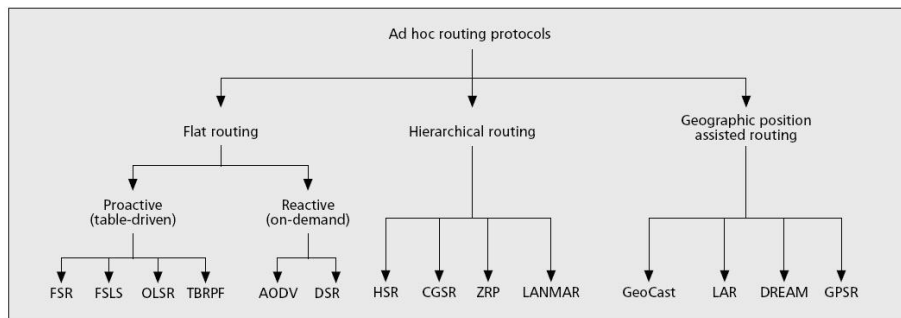 Ad hoc routing protocols
Flat routing
Hierarchical routing
Geographic position
assisted routing
Proactive
(table-driven)
Reactive
(on-demand)
FSR FSLS OLSR TBRPF AODV DSR HSR CGSR ZRP LANMAR GeoCast LAR DREAM GPSR